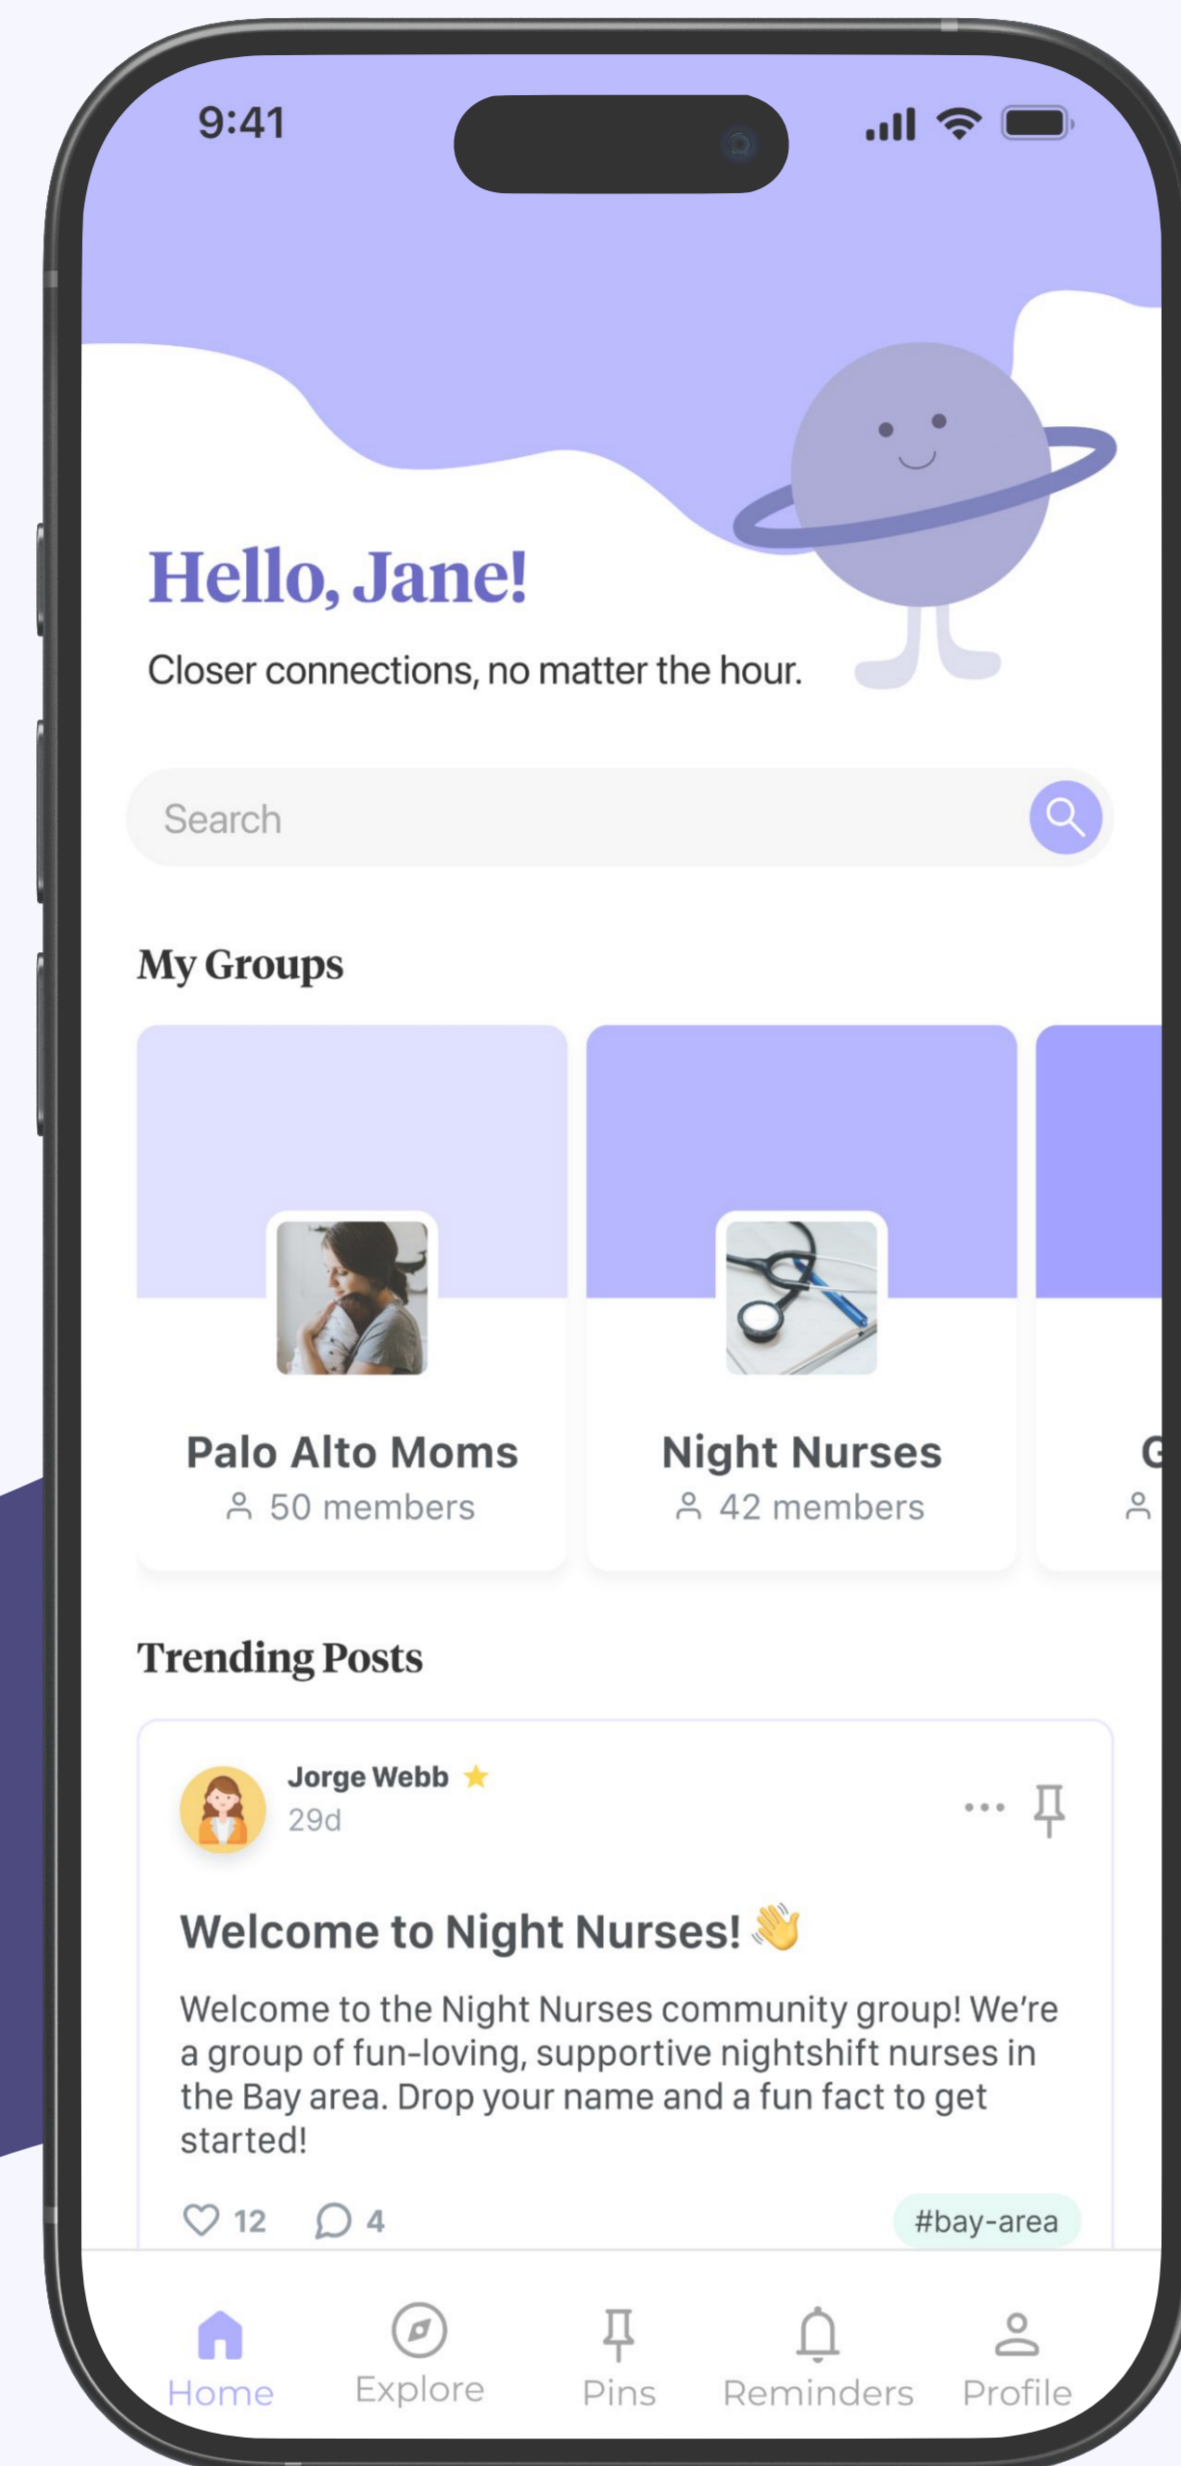 9:41
Hello, Jane!
Closer connections, no matter the hour.
Search
My Groups
Palo Alto Moms
50 members
Night Nurses
42 members
G
Trending Posts
Jorge Webb
29d
Welcome to Night Nurses! 👋
Welcome to the Night Nurses community group! We’re
a group of fun-loving, supportive nightshift nurses in
the Bay area. Drop your name and a fun fact to get
started!
12 4 #bay-area
Home Explore Pins Reminders Profile